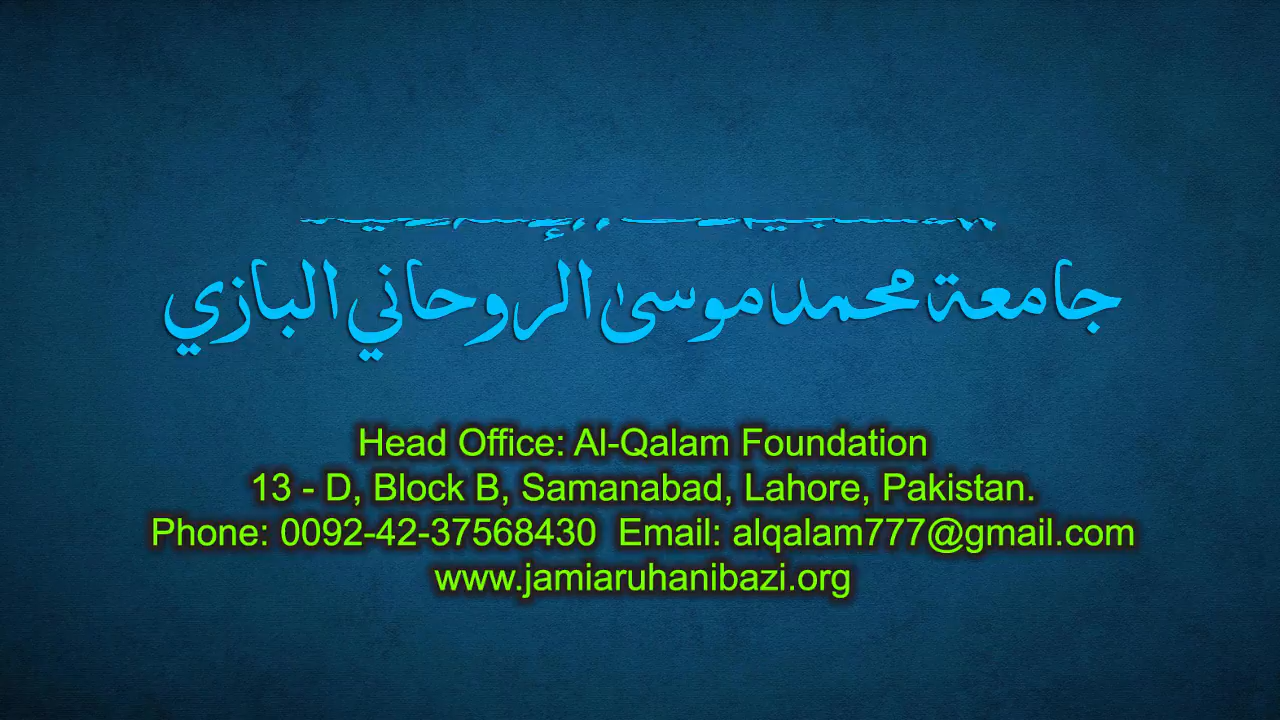 جامعة محمد موسىٰ الروحاني البازي
Head Office: Al-Qalam Foundation
13 - D, Block B, Samanabad, Lahore, Pakistan.
Phone: 0092-42-37568430 Email: alqalam777@gmail.com
www.jamiaruhanibazi.org